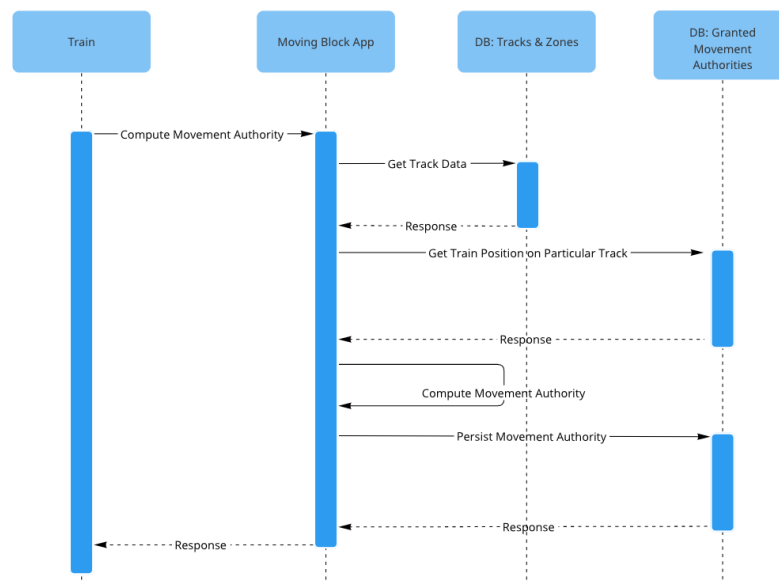 Train
Moving Block App
DB: Tracks & Zones
DB: Granted
Movement
Authorities
Compute Movement Authority
Get Track Data
Response
Get Train Position on Particular Track
Response
Compute Movement Authority
Persist Movement Authority
Response
Response